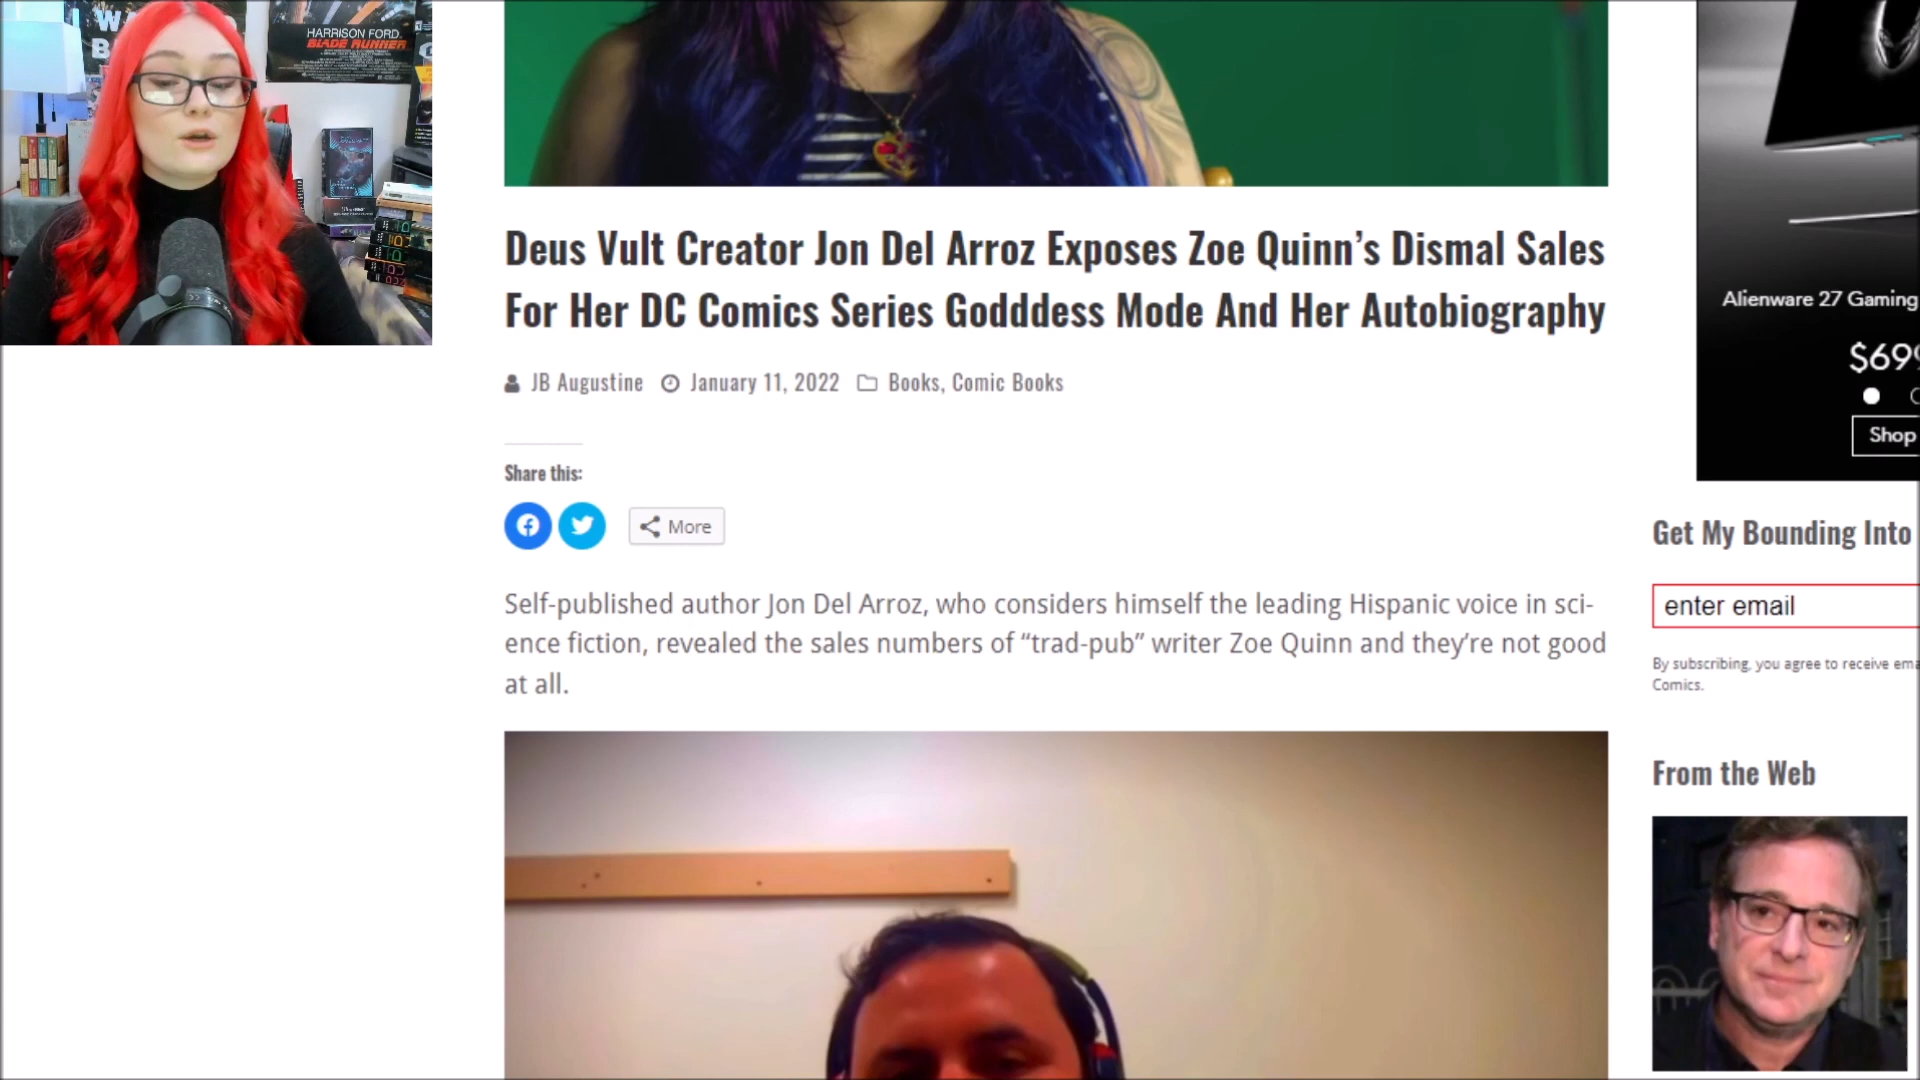 HARRISON FORD.
BLADE RUNNER
Deus Vult Creator Jon Del Arroz Exposes Zoe Quinn’s Dismal Sales
For Her DC Comics Series Godddess Mode And Her Autobiography
JB Augustine January 11, 2022 Books, Comic Books
Share this:
More
Self-published author Jon Del Arroz, who considers himself the leading Hispanic voice in sci-
ence fiction, revealed the sales numbers of “trad-pub” writer Zoe Quinn and they’re not good
at all.
Alienware 27 Gaming
$69
Shop
Get My Bounding Into
enter email
By subscribing, you agree to receive ema
Comics.
From the Web